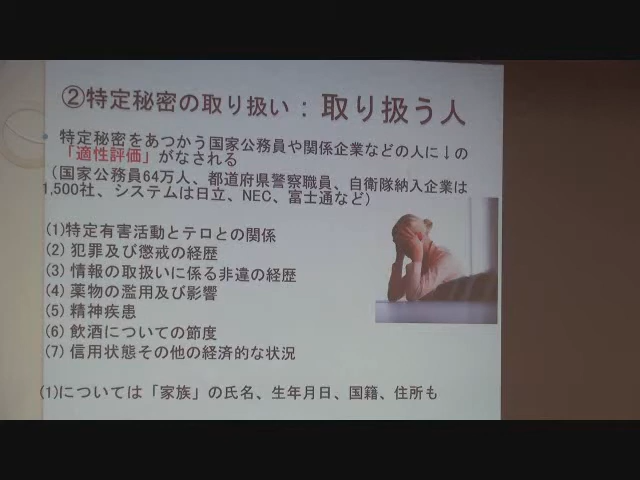 ②特定秘密の取り扱い：取り扱う人
• 特定秘密をあつかう国家公務員や関係企業などの人に↓の
「適性評価」がなされる
（国家公務員64万人、都道府県警察職員、自衛隊納入企業は
1,500社、システムは日立、NEC、富士通など）
(1)特定有害活動とテロとの関係
(2) 犯罪及び懲戒の経歴
(3) 情報の取扱いに係る非違の経歴
(4) 薬物の濫用及び影響
(5) 精神疾患
(6) 飲酒についての節度
(7) 信用状態その他の経済的な状況
(1)については「家族」の氏名、生年月日、国籍、住所も